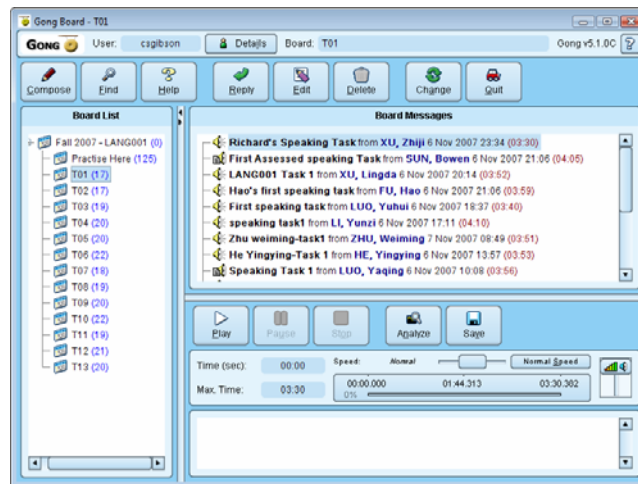 Gong Board - T01
GONG User: csgibson Details Board: T01 Gong v5.1.0C ?
Compose Find Help Reply Edit Delete Change Quit
Board List
Fall 2007 - LANG001 (0)
Practise Here (125)
T01 (17)
T02 (17)
T03 (19)
T04 (20)
T05 (20)
T06 (22)
T07 (18)
T08 (19)
T09 (20)
T10 (22)
T11 (19)
T12 (21)
T13 (20)
Board Messages
Richard's Speaking Task from XU, Zhiji 6 Nov 2007 23:34 (03:30)
First Assessed speaking Task from SUN, Bowen 6 Nov 2007 21:06 (04:05)
LANG001 Task 1 from XU, Lingda 6 Nov 2007 20:14 (03:52)
Hao's first speaking task from FU, Hao 6 Nov 2007 21:06 (03:59)
First speaking task from LUO, Yuhui 6 Nov 2007 18:37 (03:40)
speaking task1 from LI, Yunzi 6 Nov 2007 17:11 (04:10)
Zhu weiming-task1 from ZHU, Weiming 7 Nov 2007 08:49 (03:51)
He Yingying-Task 1 from HE, Yingying 6 Nov 2007 13:57 (03:53)
Speaking Task 1 from LUO, Yaqing 6 Nov 2007 10:08 (03:56)
Play Pause Stop Analyze Save
Time (sec): 00:00 Speed: Normal Normal Speed
Max. Time: 03:30 00:00.000 01:44.313 03:30.382
0%